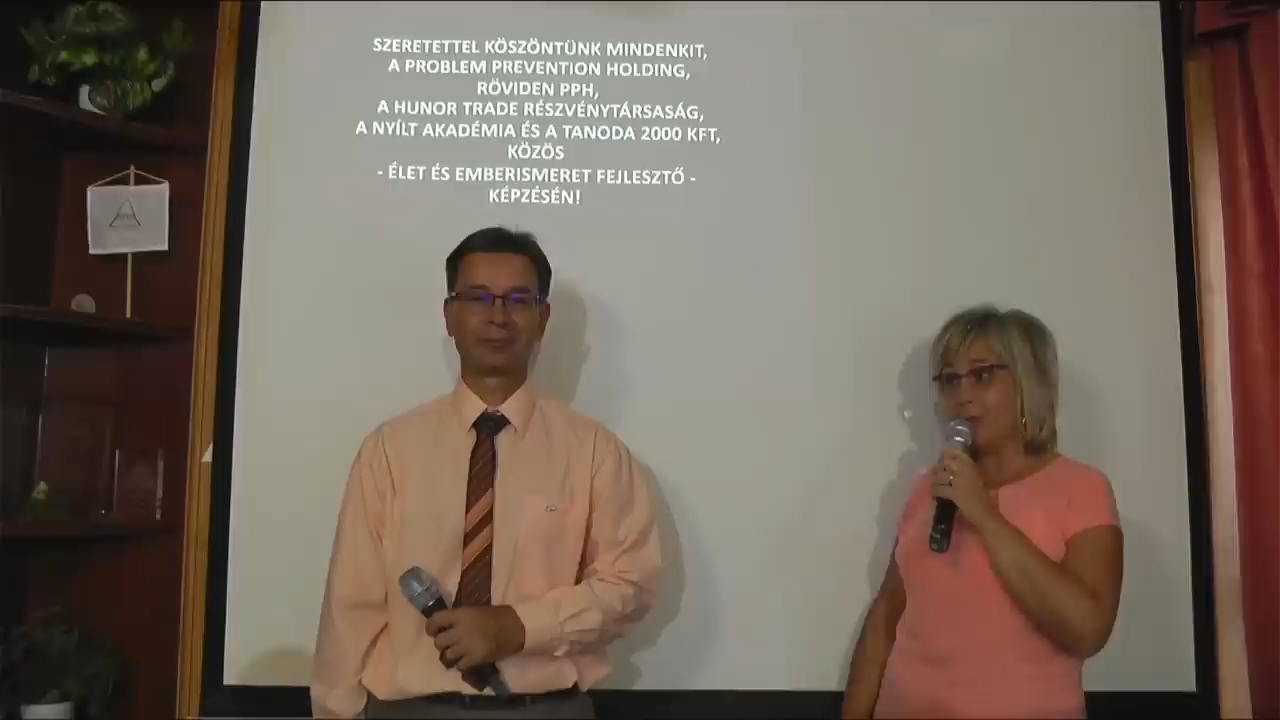 SZERETETTEL KÖSZÖNTÜNK MINDENKIT,
A PROBLEM PREVENTION HOLDING,
RÖVIDEN PPH,
A HUNOR TRADE RÉSZVÉNYTÁRSASÁG,
A NYÍLT AKADÉMIA ÉS A TANODA 2000 KFT,
KÖZÖS
- ÉLET ÉS EMBERISMERET FEJLESZTŐ -
KÉPZÉSÉN!